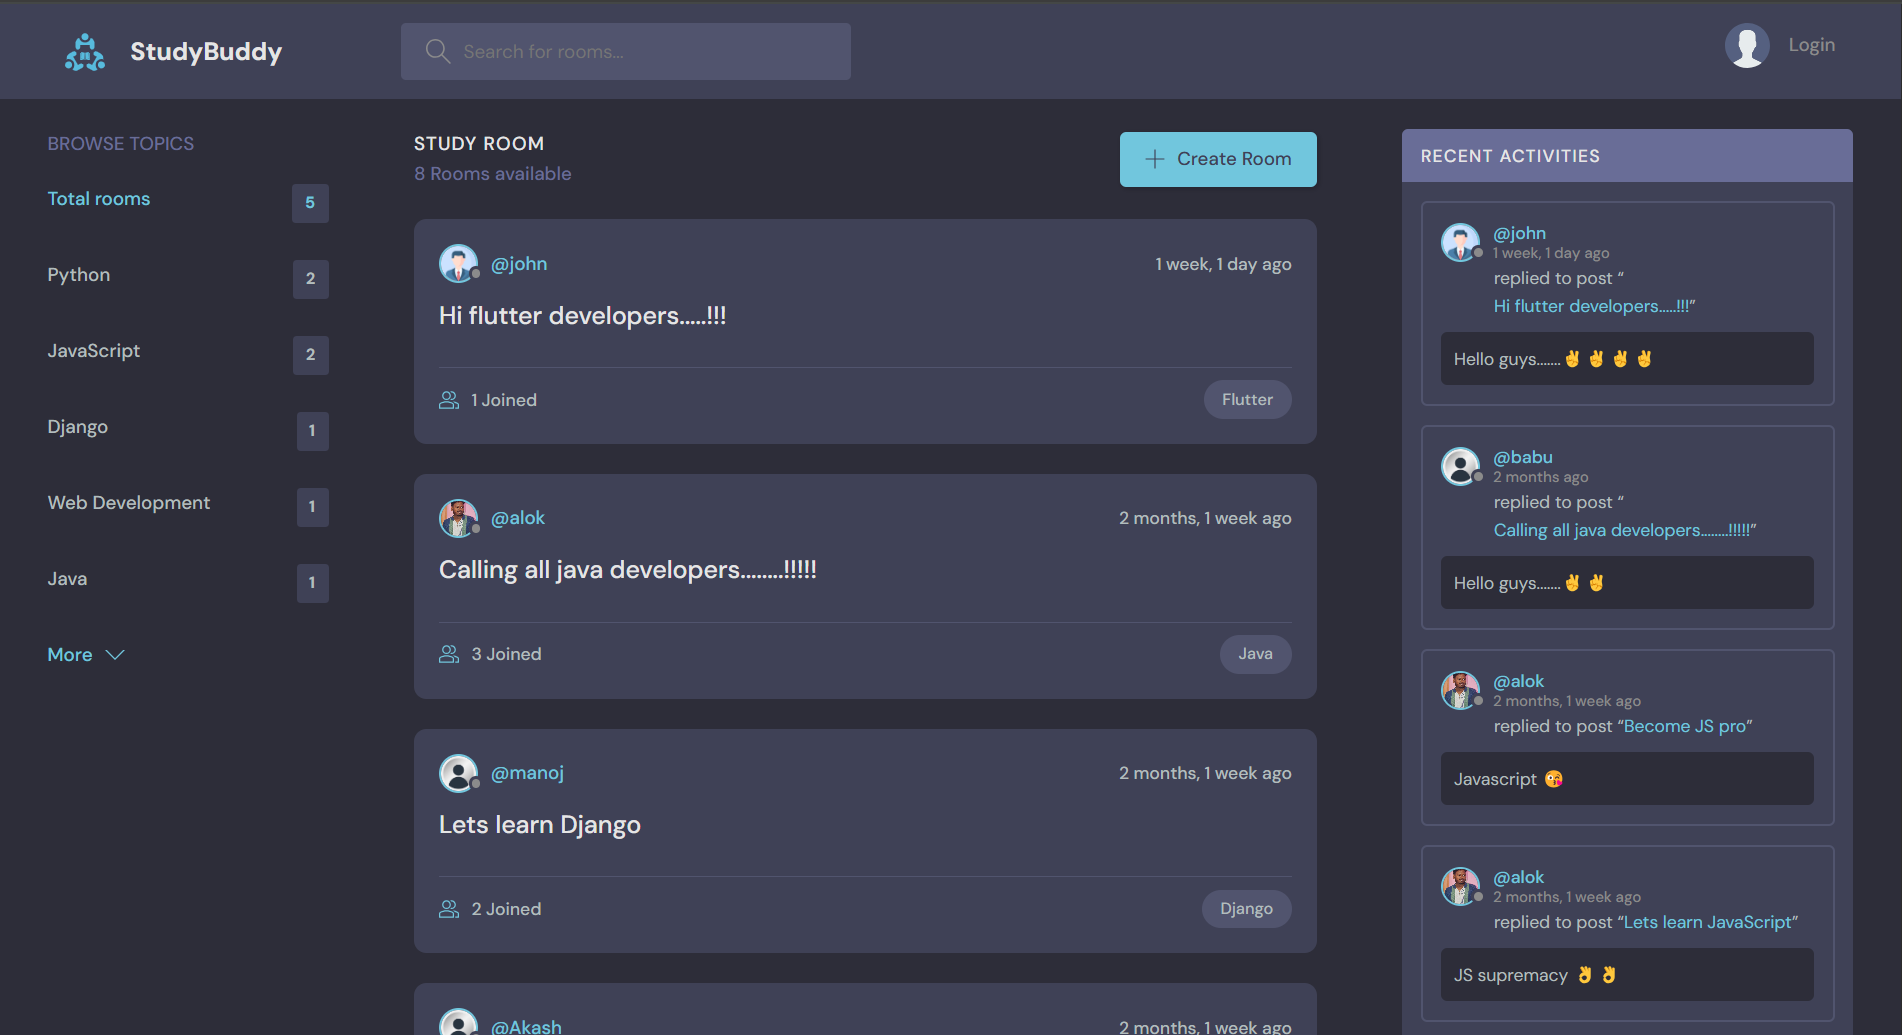 StudyBuddy
Search for rooms...
Login
BROWSE TOPICS
Total rooms 5
Python 2
JavaScript 2
Django 1
Web Development 1
Java 1
More
STUDY ROOM
8 Rooms available
Create Room
@john 1 week, 1 day ago
Hi flutter developers.....!!!
1 Joined Flutter
@alok 2 months, 1 week ago
Calling all java developers........!!!!!
3 Joined Java
@manoj 2 months, 1 week ago
Lets learn Django
2 Joined Django
@Akash 2 months, 1 week ago
RECENT ACTIVITIES
@john
1 week, 1 day ago
replied to post “
Hi flutter developers.....!!!”
Hello guys.......✌️ ✌️ ✌️ ✌️
@babu
2 months ago
replied to post “
Calling all java developers........!!!!!”
Hello guys.......✌️ ✌️
@alok
2 months, 1 week ago
replied to post “Become JS pro”
Javascript 😘
@alok
2 months, 1 week ago
replied to post “Lets learn JavaScript”
JS supremacy 👌 👌